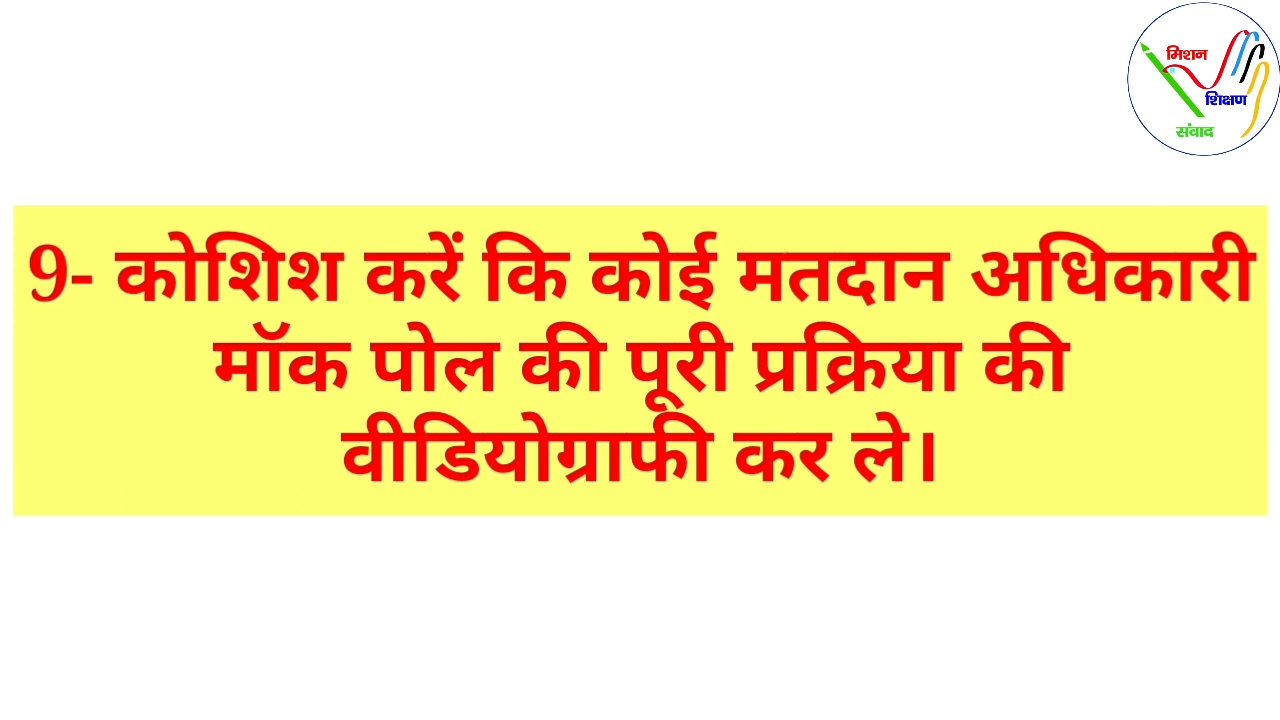 मिशन
शिक्षण
संवाद
9- कोशिश करें कि कोई मतदान अधिकारी
मॉक पोल की पूरी प्रक्रिया की
वीडियोग्राफी कर ले।